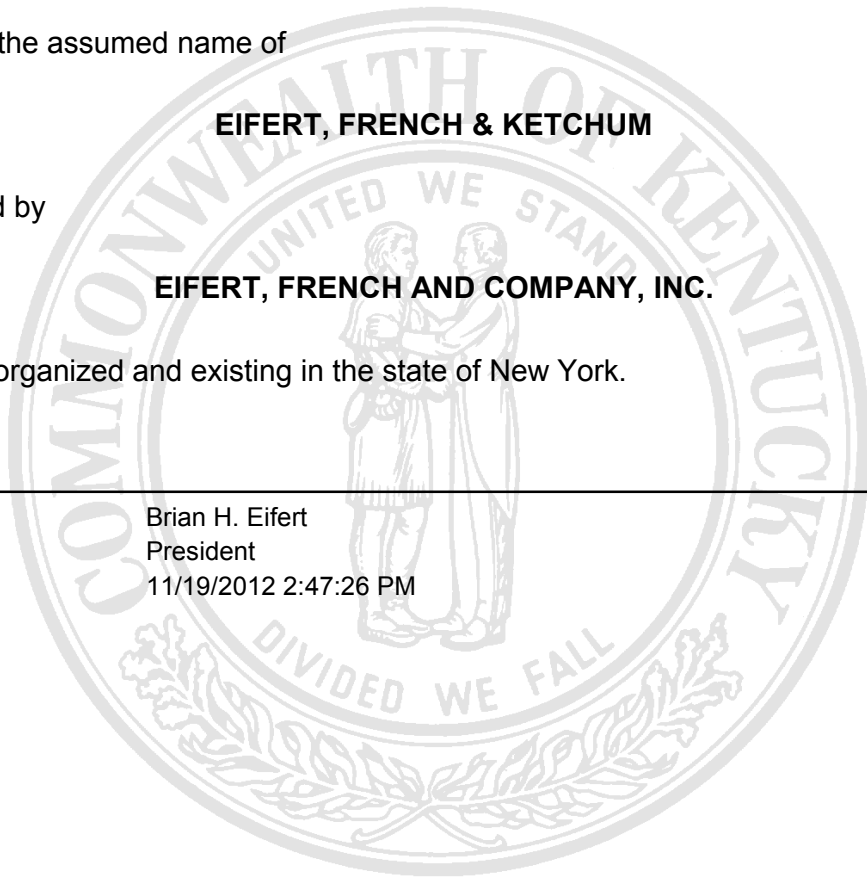 the assumed name of
EIFERT, FRENCH & KETCHUM
d by
EIFERT, FRENCH AND COMPANY, INC.
organized and existing in the state of New York.
Brian H. Eifert
President
11/19/2012 2:47:26 PM
COMMONWEALTH OF KENTUCKY
UNITED WE STAND
DIVIDED WE FALL